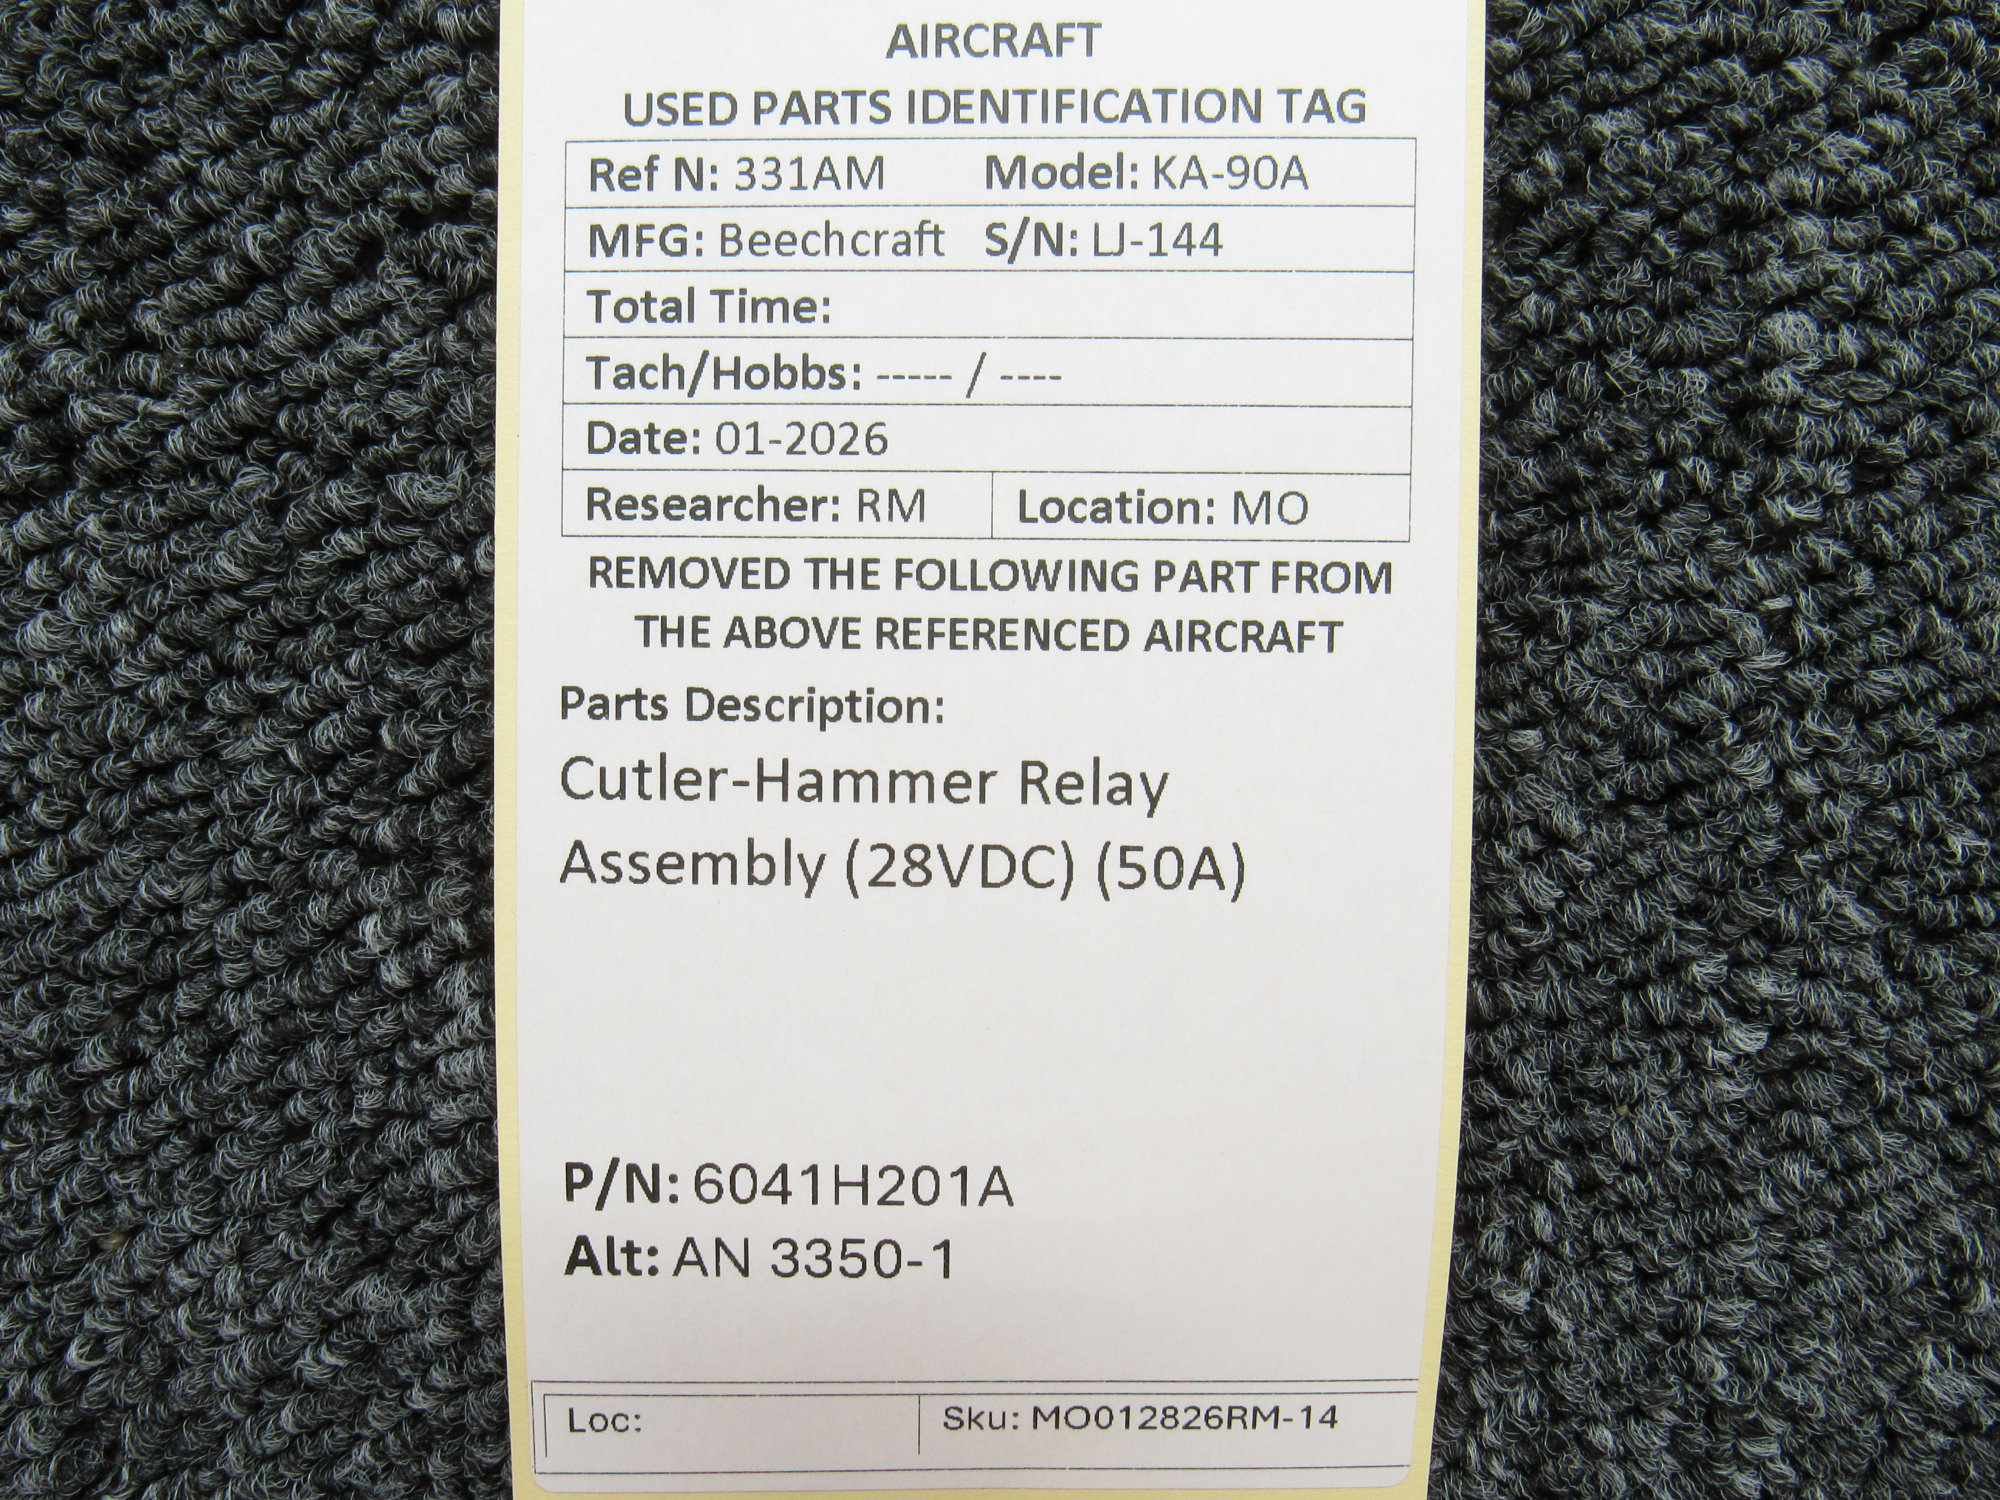 AIRCRAFT
USED PARTS IDENTIFICATION TAG
Ref N: 331AM Model: KA-90A
MFG: Beechcraft S/N: LJ-144
Total Time:
Tach/Hobbs: ----- / ----
Date: 01-2026
Researcher: RM Location: MO
REMOVED THE FOLLOWING PART FROM
THE ABOVE REFERENCED AIRCRAFT
Parts Description:
Cutler-Hammer Relay
Assembly (28VDC) (50A)
P/N: 6041H201A
Alt: AN 3350-1
Loc: Sku: MO012826RM-14